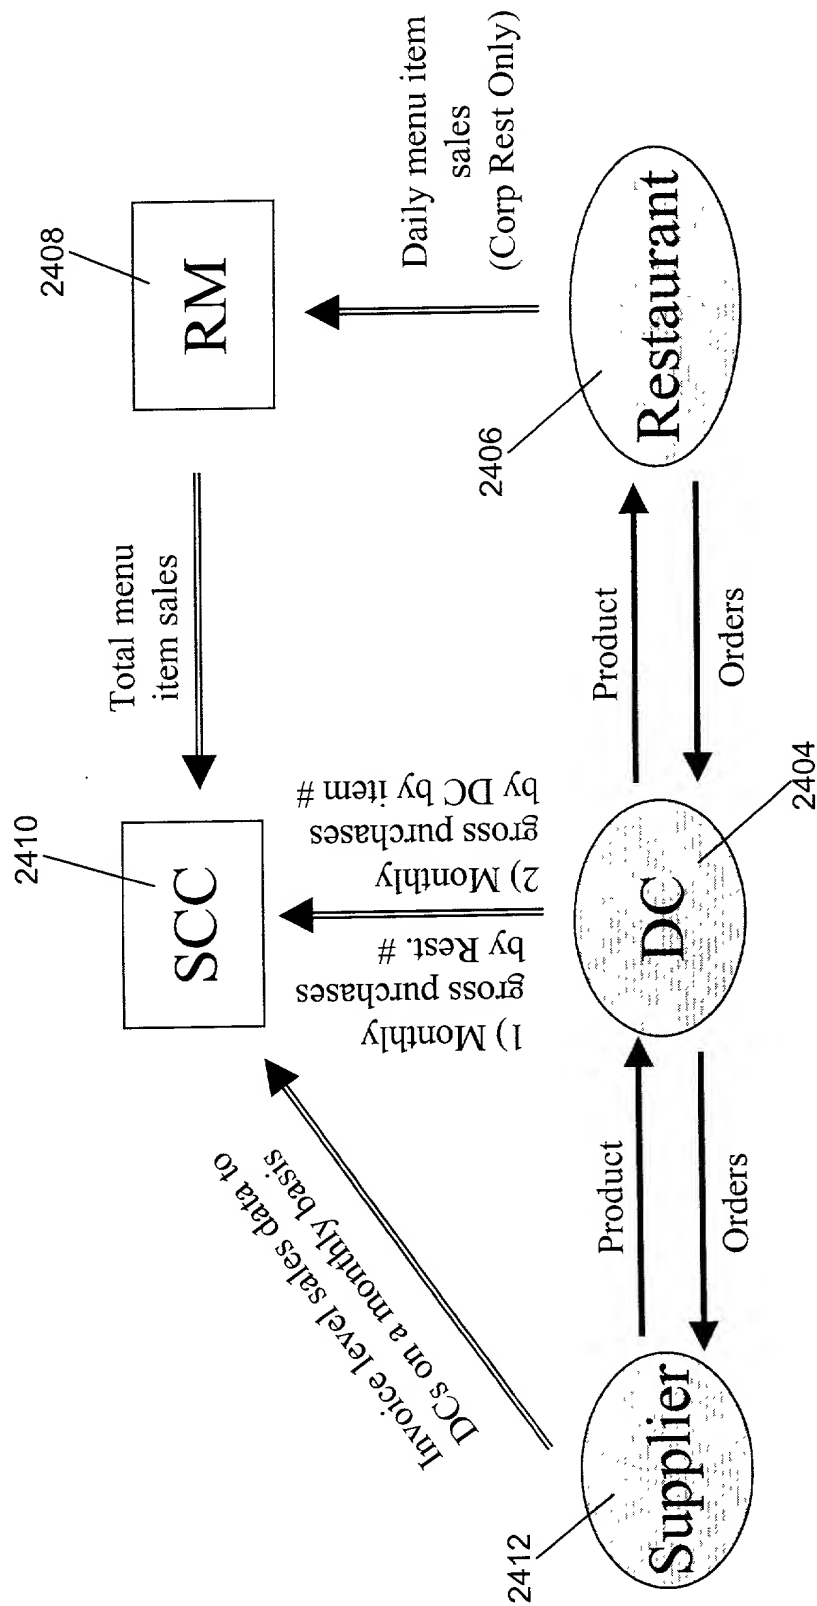 2412
Supplier
Invoice level sales data to
DCs on a monthly basis
Product
Orders
2410
SCC
1) Monthly
gross purchases
by Rest. #
2) Monthly
gross purchases
by DC by item #
DC
2404
Total menu
item sales
Product
Orders
2408
RM
Daily menu item
sales
(Corp Rest Only)
2406
Restaurant